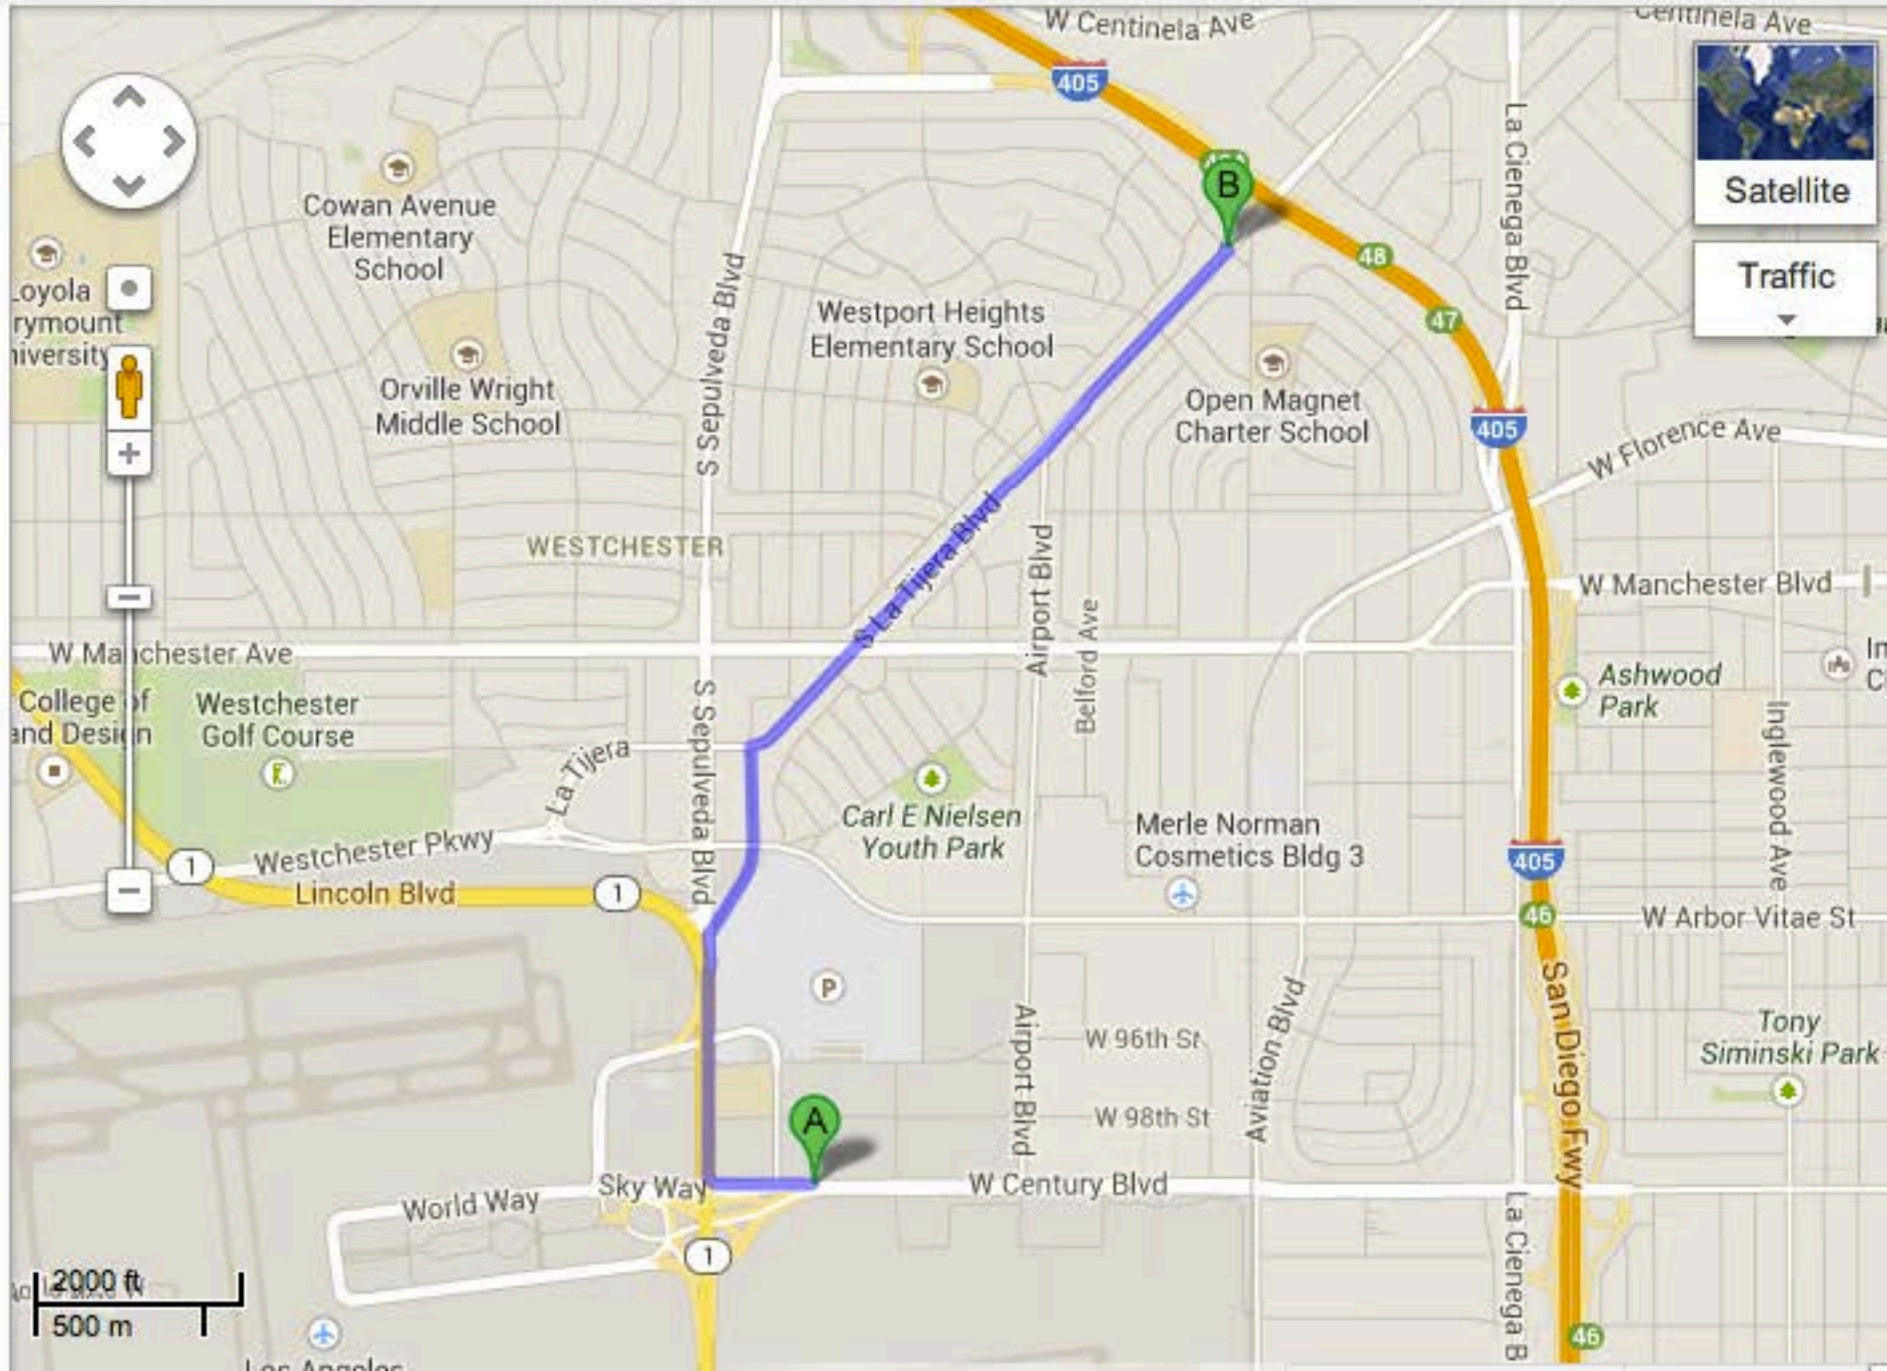 W Centinela Ave
Centinela Ave
405
Satellite
Traffic
B
48
47
La Cienega Blvd
Cowan Avenue
Elementary
School
Loyola
rymount
niversity
S Sepulveda Blvd
Westport Heights
Elementary School
Orville Wright
Middle School
Open Magnet
Charter School
405
W Florence Ave
WESTCHESTER
S La Tijera Blvd
Airport Blvd
Belford Ave
W Manchester Blvd
W Manchester Ave
College of
and Design
Westchester
Golf Course
S Sepulveda Blvd
La Tijera
Ashwood
Park
In
Inglewood Ave
Carl E Nielsen
Youth Park
Merle Norman
Cosmetics Bldg 3
Westchester Pkwy
1
Lincoln Blvd
1
405
46
W Arbor Vitae St
P
San Diego Fwy
Airport Blvd
W 96th St
Aviation Blvd
Tony
Siminski Park
A
W 98th St
World Way
Sky Way
W Century Blvd
La Cienega B
1
2000 ft
500 m
46
Los Angeles